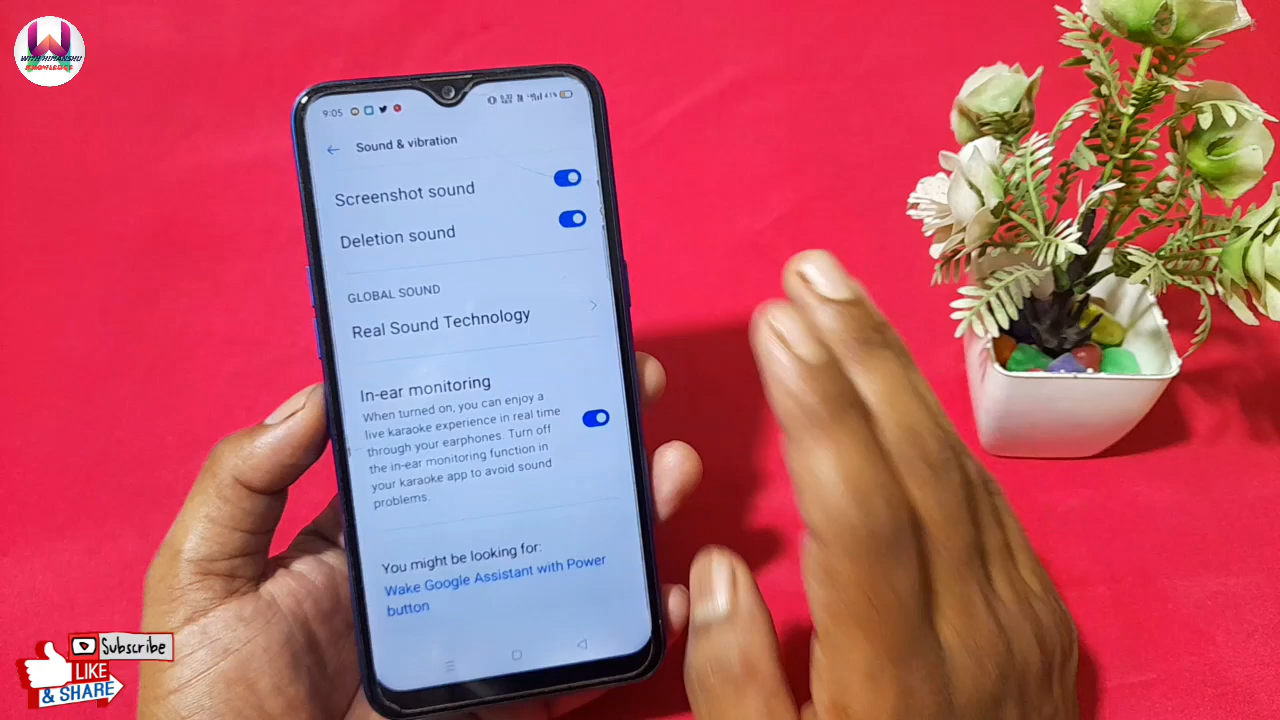 WITH HIMANSHU
9:05
Sound & vibration
Screenshot sound
Deletion sound
GLOBAL SOUND
Real Sound Technology
In-ear monitoring
When turned on, you can enjoy a
live karaoke experience in real time
through your earphones. Turn off
the in-ear monitoring function in
your karaoke app to avoid sound
problems.
You might be looking for:
Wake Google Assistant with Power
button
Subscribe
LIKE
& SHARE